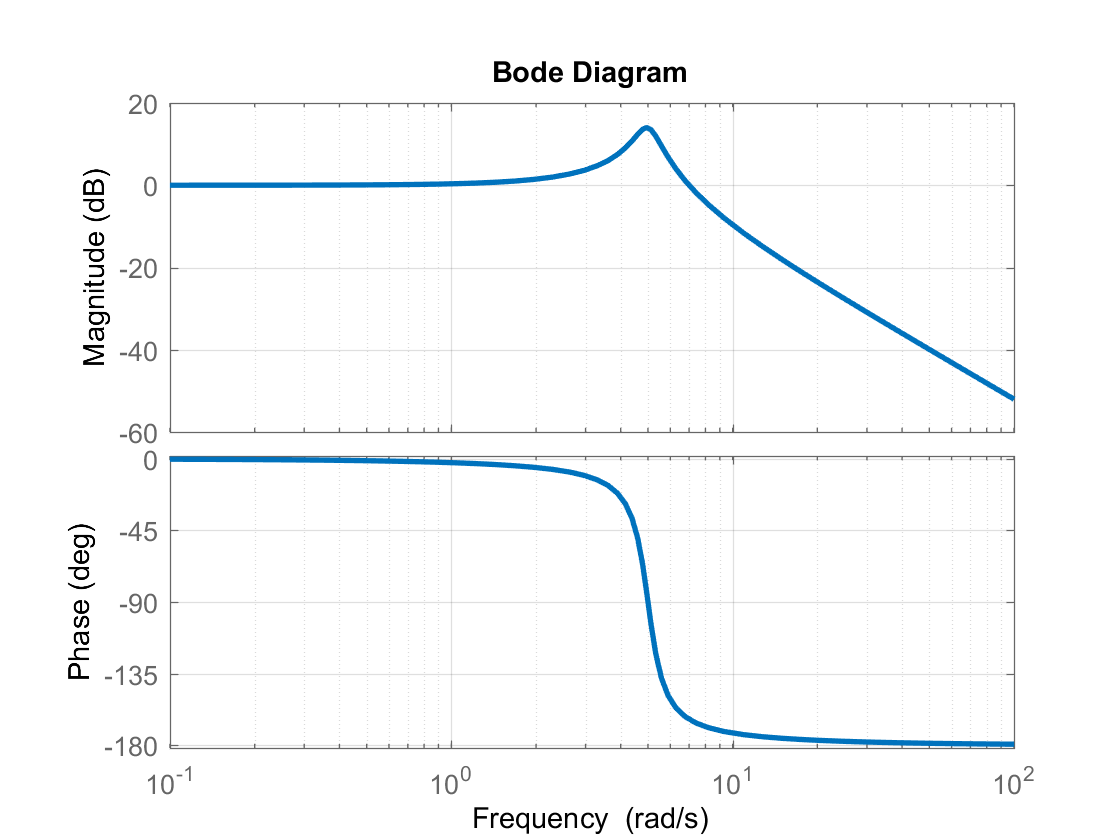 Bode Diagram
20
0
-20
-40
-60
Magnitude (dB)
0
-45
-90
-135
-180
Phase (deg)
10^-1 10^0 10^1 10^2
Frequency (rad/s)